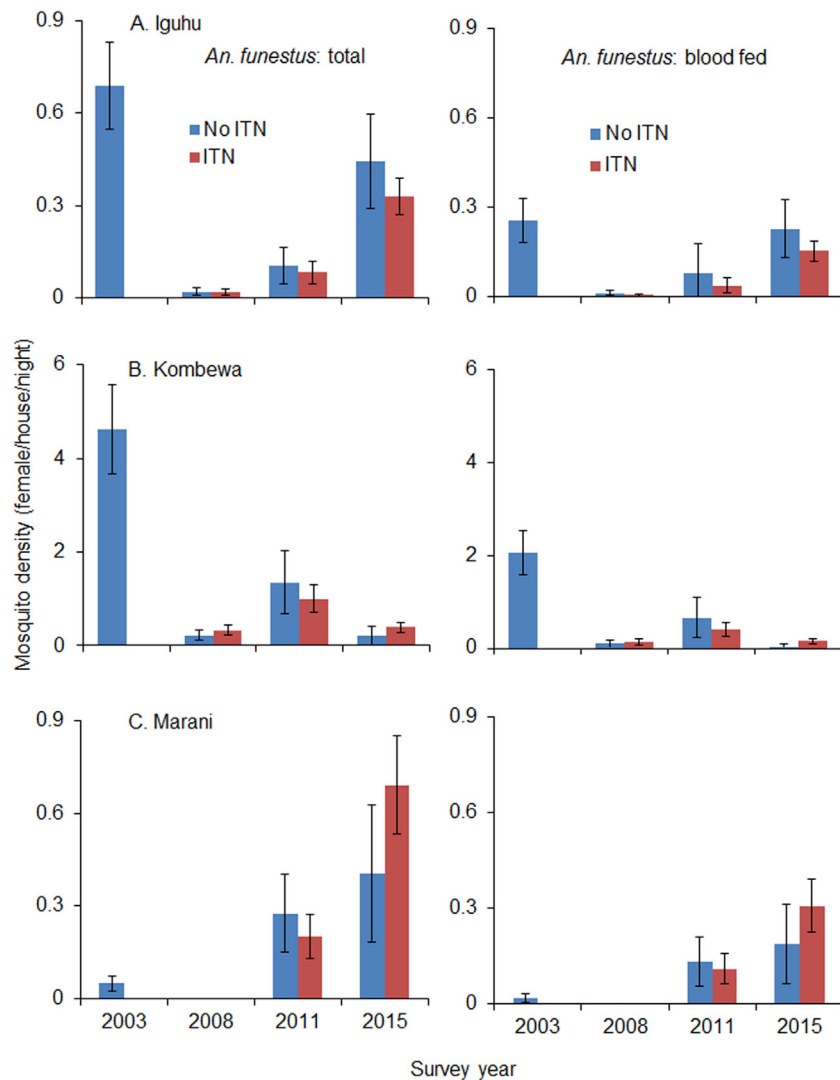 A. Iguhu
An. funestus: total
An. funestus: blood fed
No ITN
ITN
No ITN
ITN
0.9
0.6
0.3
0
0.9
0.6
0.3
0
B. Kombewa
6
4
2
0
6
4
2
0
Mosquito density (female/house/night)
C. Marani
0.9
0.6
0.3
0
0.9
0.6
0.3
0
2003 2008 2011 2015
2003 2008 2011 2015
Survey year